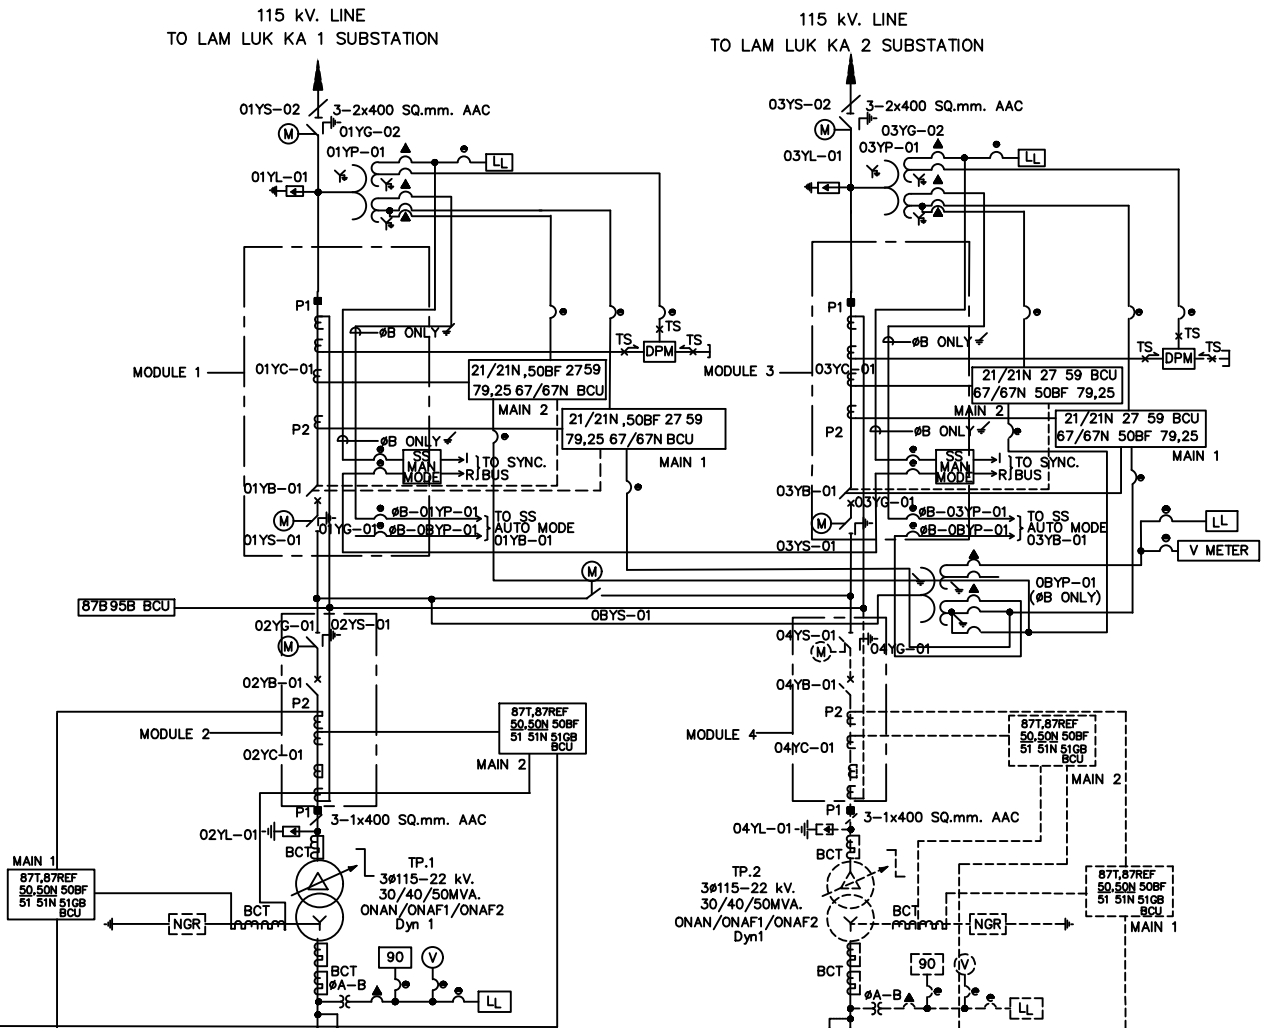 115 kV. LINE
TO LAM LUK KA 1 SUBSTATION
115 kV. LINE
TO LAM LUK KA 2 SUBSTATION
01YS-02
3-2x400 SQ.mm. AAC
M
01YG-02
01YP-01
LL
01YL-01
03YS-02
3-2x400 SQ.mm. AAC
M
03YG-02
03YP-01
LL
03YL-01
P1
øB ONLY
TS
TS
DPM
MODULE 1
01YC-01
21/21N ,50BF 27 59
79,25 67/67N BCU
MAIN 2
21/21N ,50BF 27 59
79,25 67/67N BCU
MAIN 1
TS
P2
øB ONLY
SS
MAN
MODE
I
R
TO SYNC.
BUS
01YB-01
M
01YG-01
01YS-01
øB-01YP-01
øB-0BYP-01
TO SS
AUTO MODE
01YB-01
P1
øB ONLY
TS
TS
DPM
TS
MODULE 3
03YC-01
21/21N 27 59 BCU
67/67N 50BF 79,25
MAIN 2
21/21N 27 59 BCU
67/67N 50BF 79,25
MAIN 1
P2
øB ONLY
SS
MAN
MODE
I
R
TO SYNC.
BUS
03YB-01
03YG-01
M
03YS-01
øB-03YP-01
øB-0BYP-01
TO SS
AUTO MODE
03YB-01
LL
V METER
0BYP-01
(øB ONLY)
M
0BYS-01
87B 95B BCU
02YG-01
02YS-01
M
02YB-01
P2
MODULE 2
02YC-01
P1
3-1x400 SQ.mm. AAC
02YL-01
87T,87REF
50,50N 50BF
51 51N 51GB
BCU
MAIN 2
04YS-01
M
04YG-01
04YB-01
P2
MODULE 4
04YC-01
P1
3-1x400 SQ.mm. AAC
04YL-01
87T,87REF
50,50N 50BF
51 51N 51GB
BCU
MAIN 2
MAIN 1
87T,87REF
50,50N 50BF
51 51N 51GB
BCU
BCT
TP.1
3ø115-22 kV.
30/40/50MVA.
ONAN/ONAF1/ONAF2
Dyn 1
NGR
BCT
BCT
øA-B
90
V
LL
BCT
TP.2
3ø115-22 kV.
30/40/50MVA.
ONAN/ONAF1/ONAF2
Dyn1
BCT
NGR
87T,87REF
50,50N 50BF
51 51N 51GB
BCU
MAIN 1
BCT
øA-B
90
V
LL